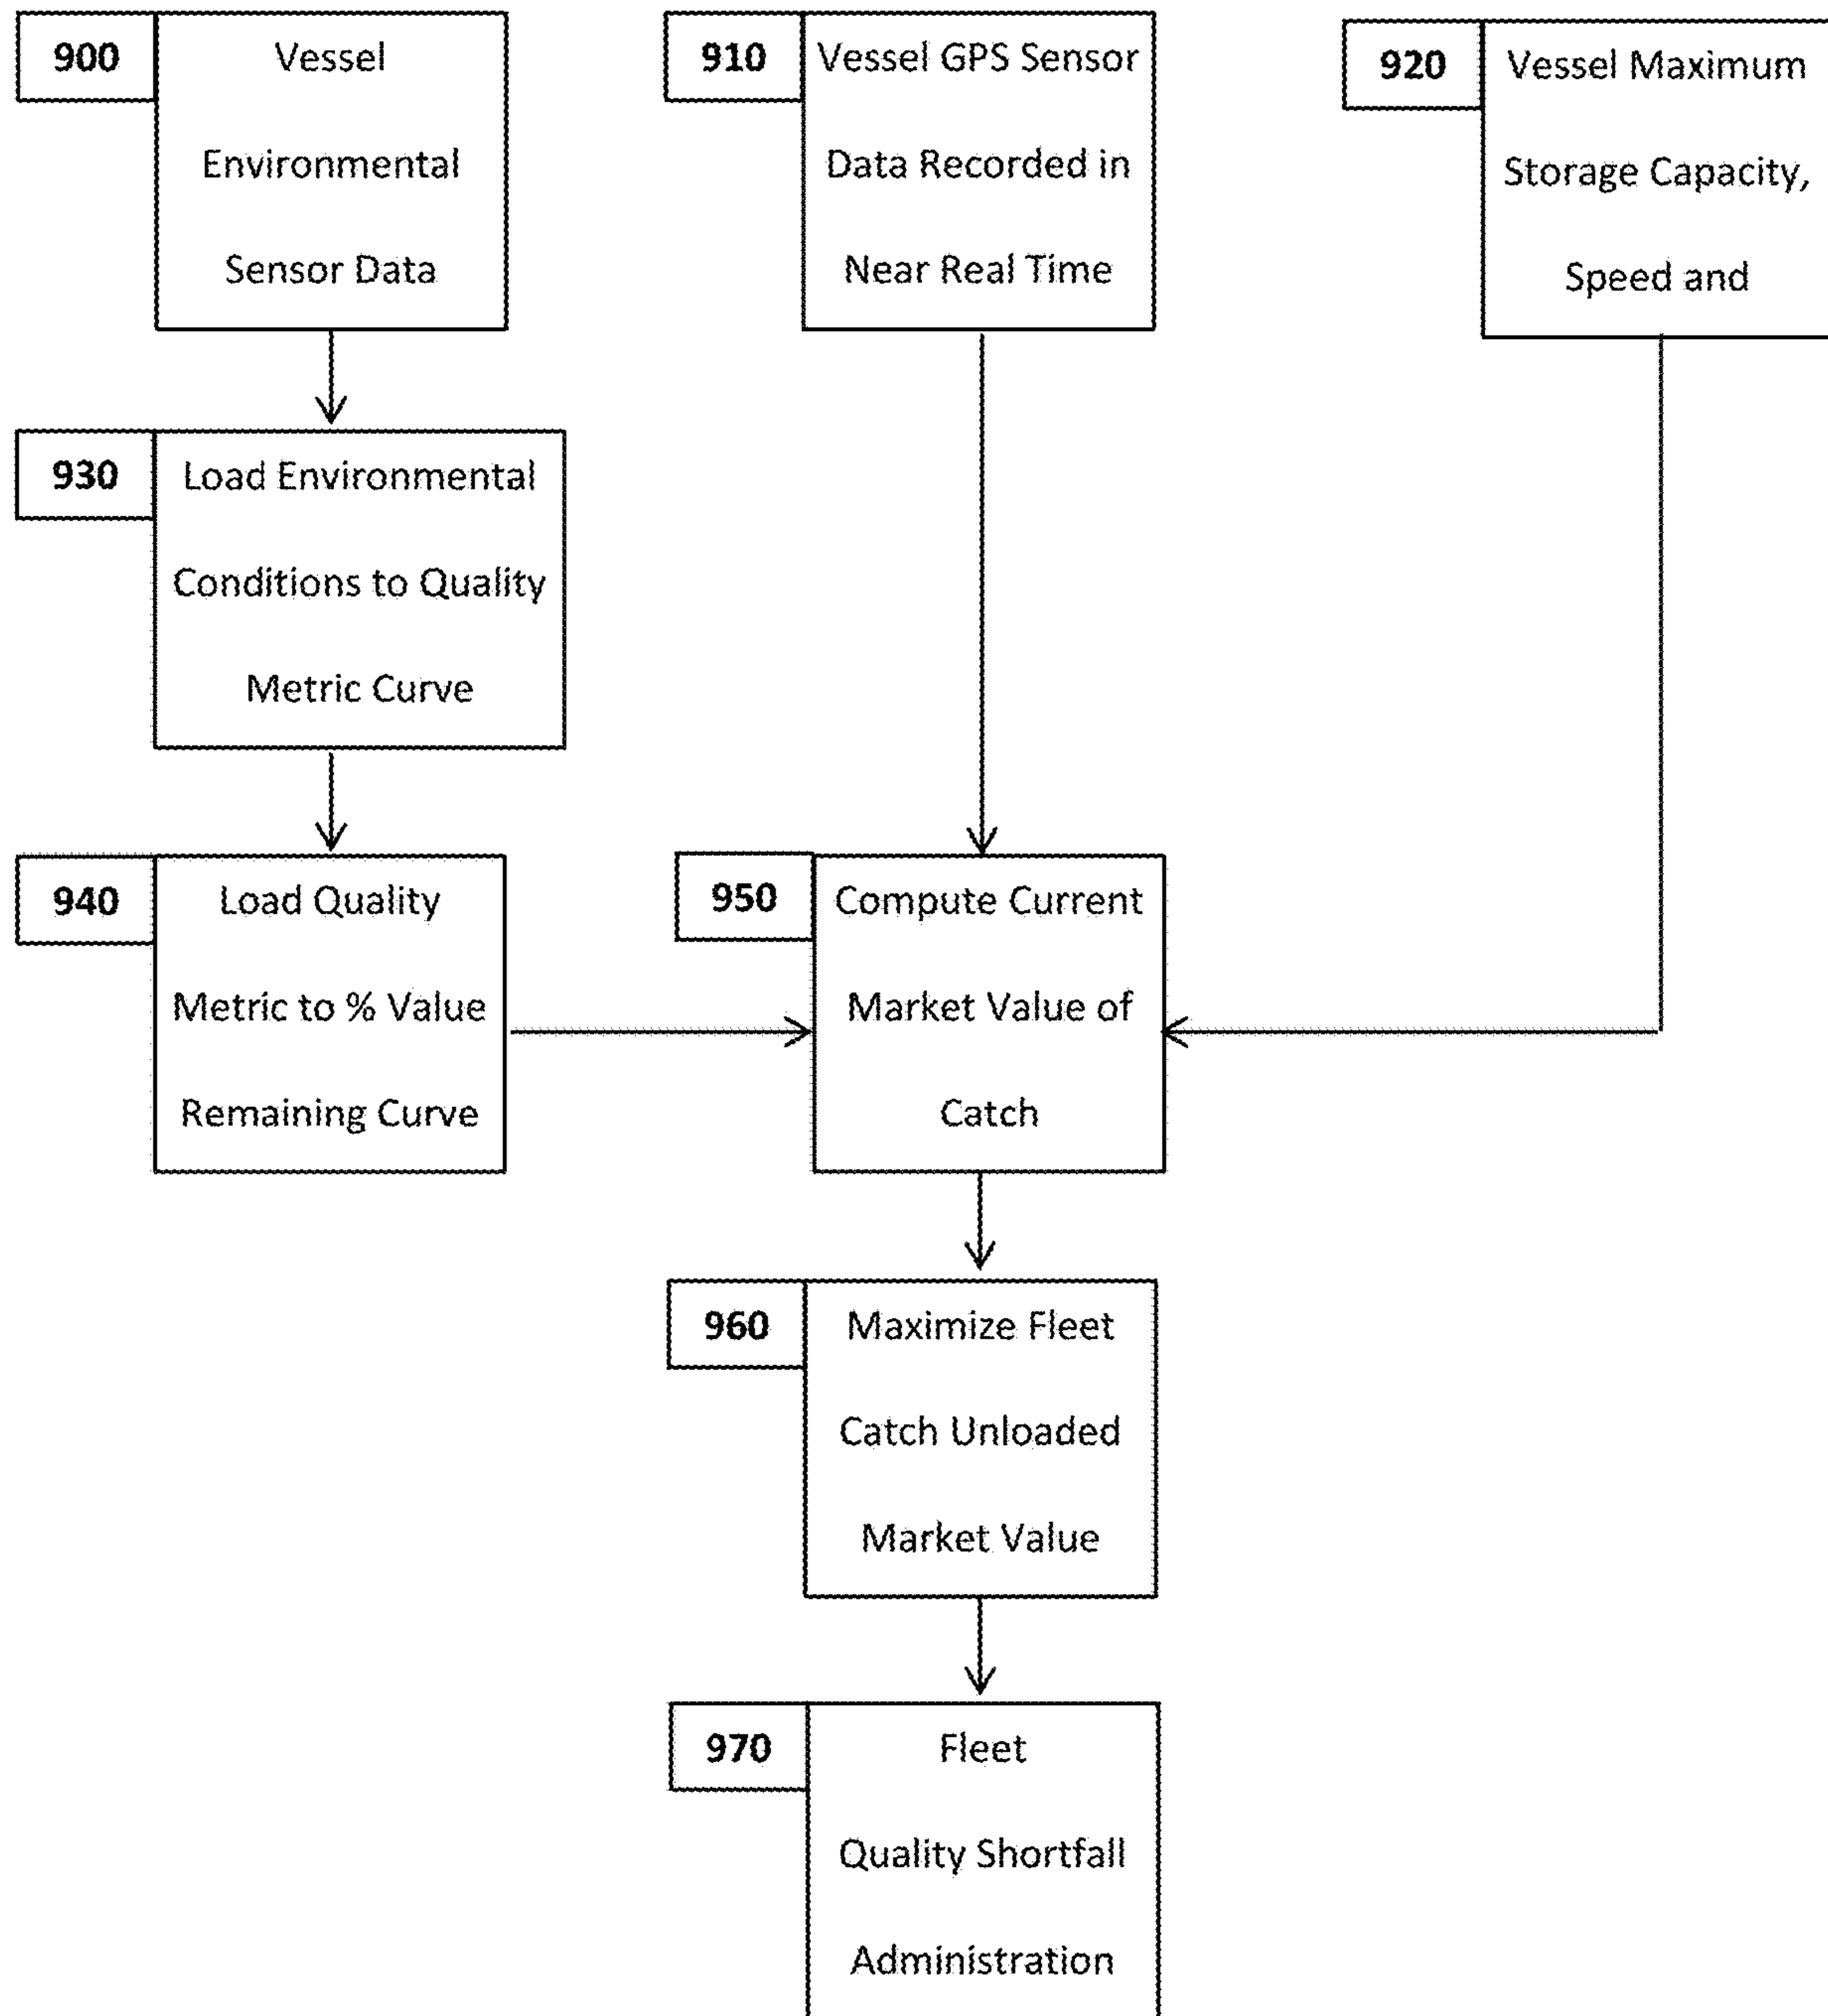 900
Vessel
Environmental
Sensor Data
910
Vessel GPS Sensor
Data Recorded in
Near Real Time
920
Vessel Maximum
Storage Capacity,
Speed and
930
Load Environmental
Conditions to Quality
Metric Curve
940
Load Quality
Metric to % Value
Remaining Curve
950
Compute Current
Market Value of
Catch
960
Maximize Fleet
Catch Unloaded
Market Value
970
Fleet
Quality Shortfall
Administration